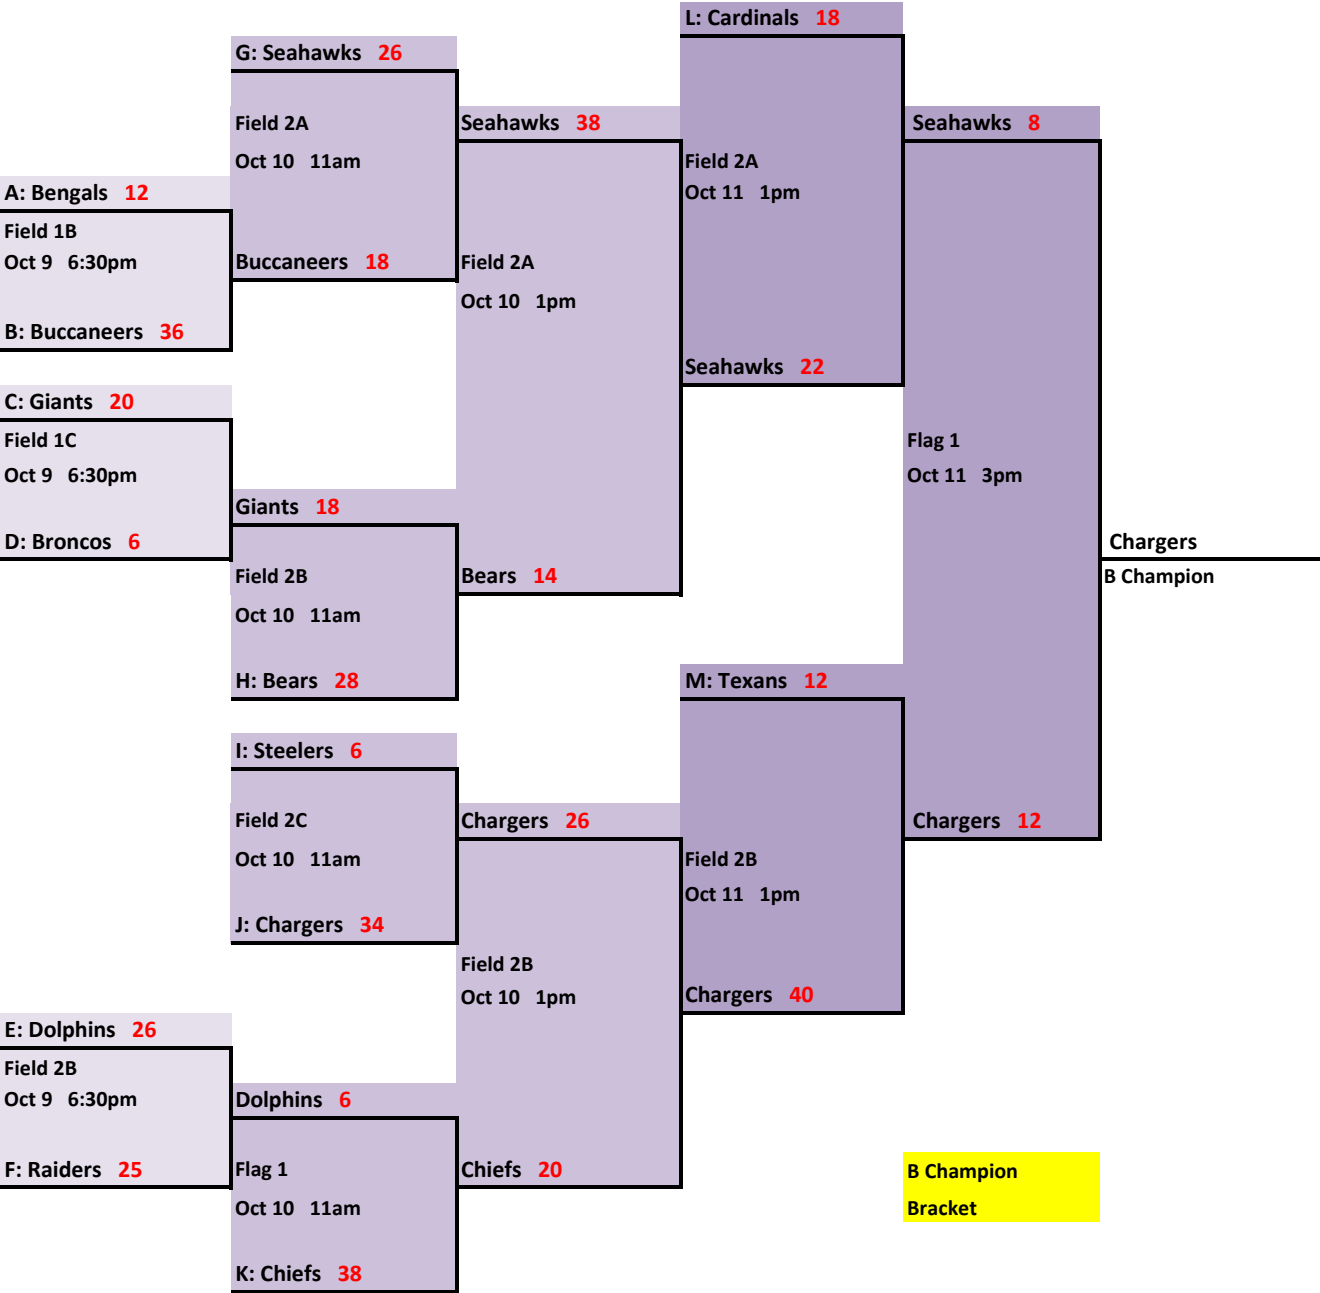 A: Bengals 12
Field 1B
Oct 9 6:30pm
B: Buccaneers 36
C: Giants 20
Field 1C
Oct 9 6:30pm
D: Broncos 6
E: Dolphins 26
Field 2B
Oct 9 6:30pm
F: Raiders 25
G: Seahawks 26
Field 2A
Oct 10 11am
Buccaneers 18
Giants 18
Field 2B
Oct 10 11am
H: Bears 28
I: Steelers 6
Field 2C
Oct 10 11am
J: Chargers 34
Dolphins 6
Flag 1
Oct 10 11am
K: Chiefs 38
Seahawks 38
Field 2A
Oct 10 1pm
Bears 14
Chargers 26
Field 2B
Oct 10 1pm
Chiefs 20
L: Cardinals 18
Field 2A
Oct 11 1pm
Seahawks 22
M: Texans 12
Field 2B
Oct 11 1pm
Chargers 40
Seahawks 8
Flag 1
Oct 11 3pm
Chargers 12
Chargers
B Champion
B Champion
Bracket